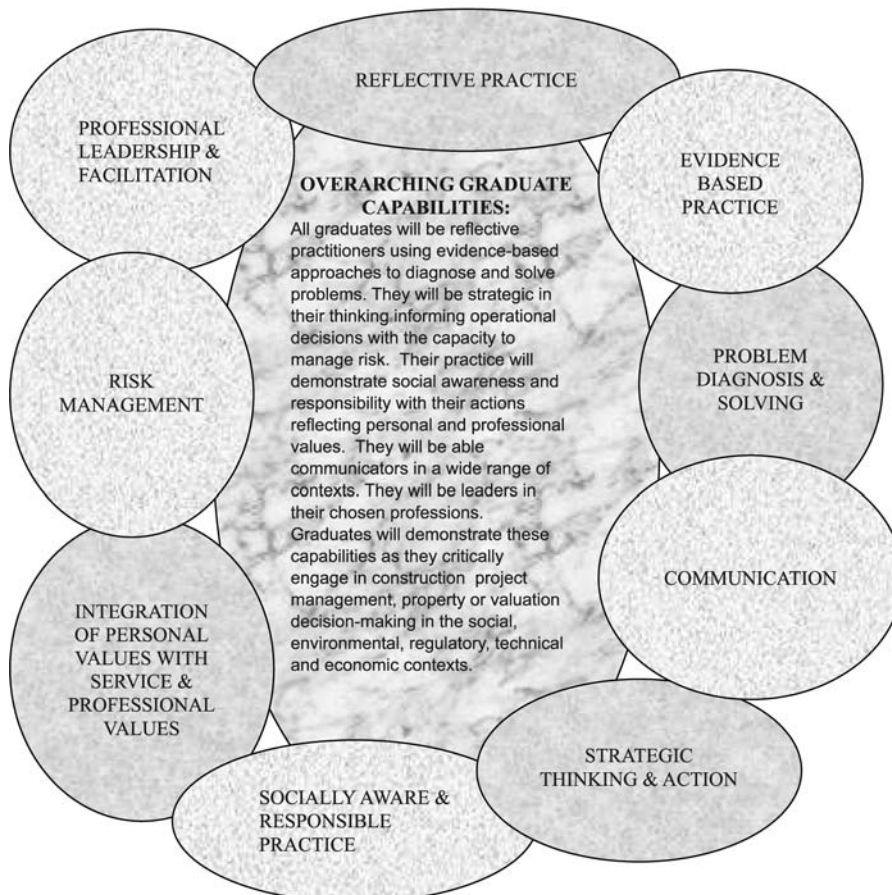 REFLECTIVE PRACTICE
PROFESSIONAL
LEADERSHIP &
FACILITATION
EVIDENCE
BASED
PRACTICE
OVERARCHING GRADUATE
CAPABILITIES:
All graduates will be reflective
practitioners using evidence-based
approaches to diagnose and solve
problems. They will be strategic in
their thinking informing operational
decisions with the capacity to
manage risk. Their practice will
demonstrate social awareness and
responsibility with their actions
reflecting personal and professional
values. They will be able
communicators in a wide range of
contexts. They will be leaders in
their chosen professions.
Graduates will demonstrate these
capabilities as they critically
engage in construction project
management, property or valuation
decision-making in the social,
environmental, regulatory, technical
and economic contexts.
PROBLEM
DIAGNOSIS &
SOLVING
RISK
MANAGEMENT
COMMUNICATION
INTEGRATION
OF PERSONAL
VALUES WITH
SERVICE &
PROFESSIONAL
VALUES
STRATEGIC
THINKING & ACTION
SOCIALLY AWARE &
RESPONSIBLE
PRACTICE